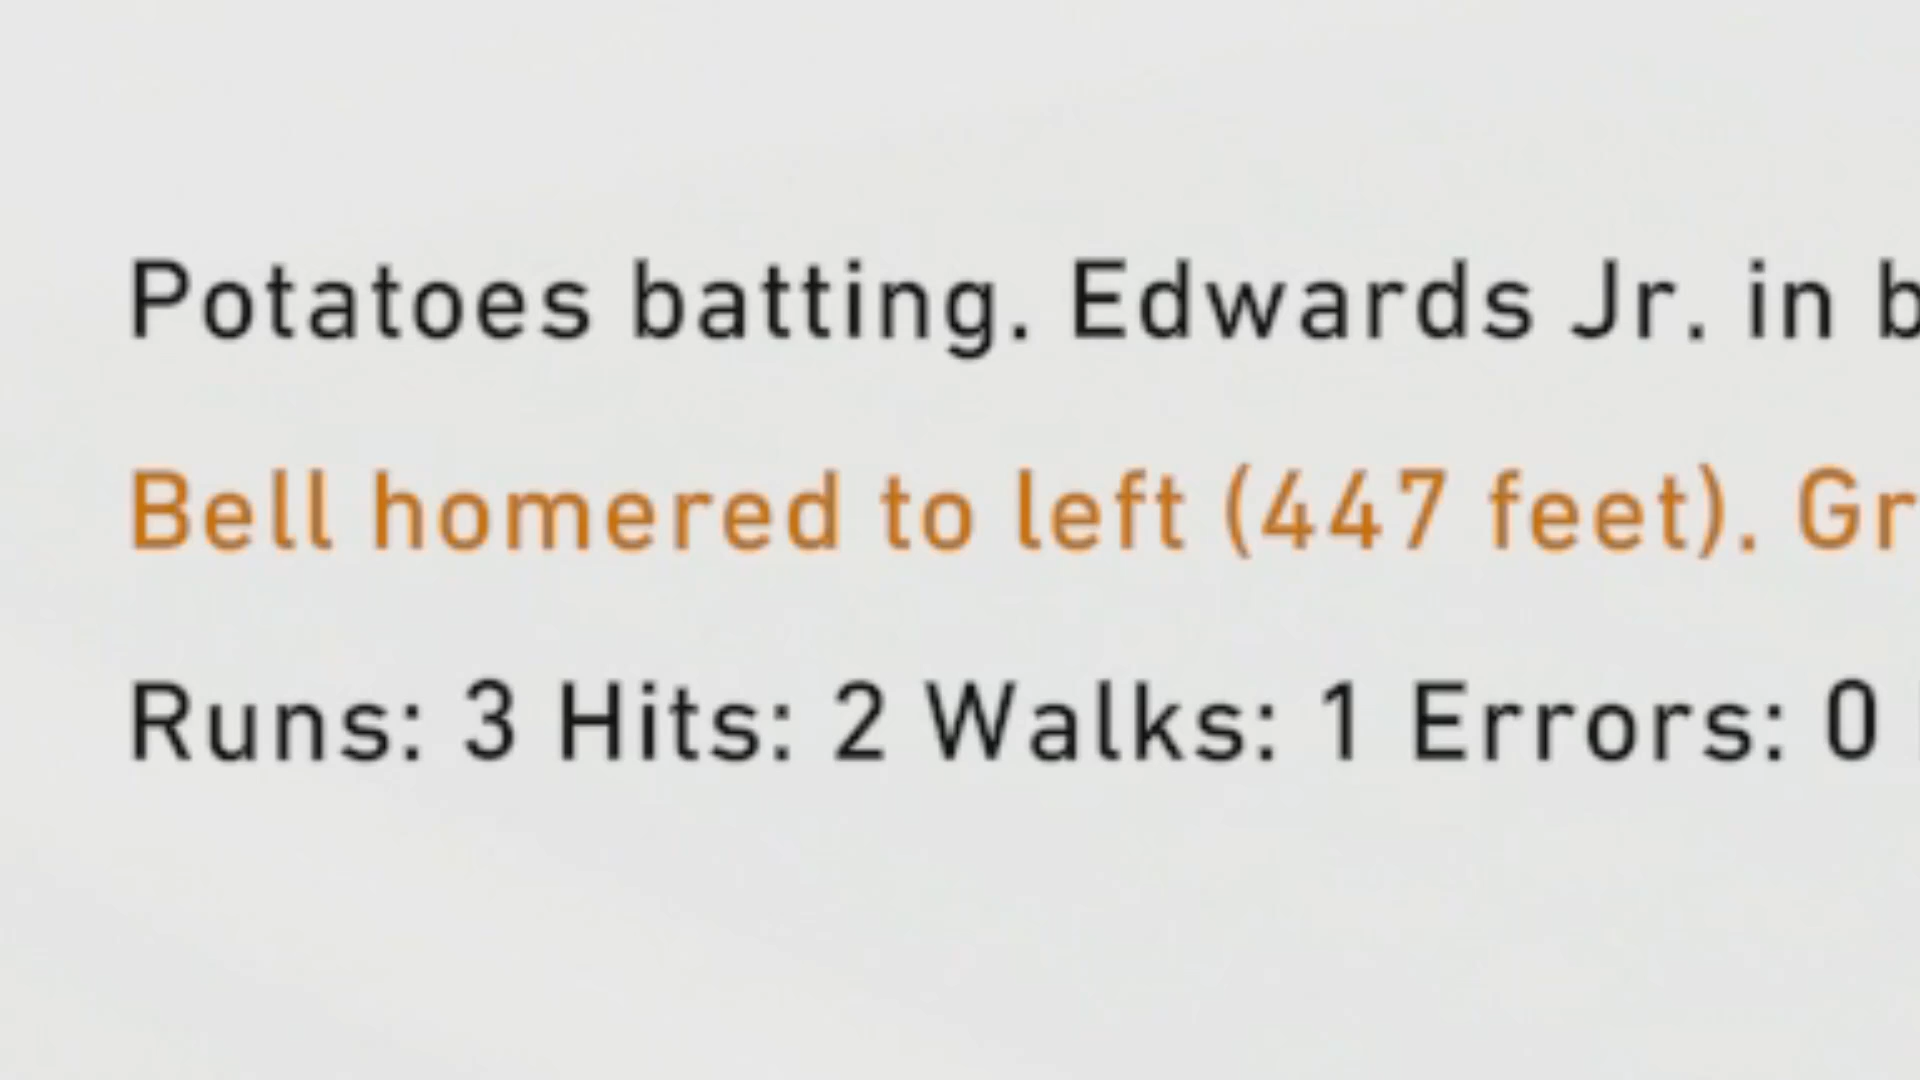 Potatoes batting. Edwards Jr. in b
Bell homered to left (447 feet). Gr
Runs: 3 Hits: 2 Walks: 1 Errors: 0